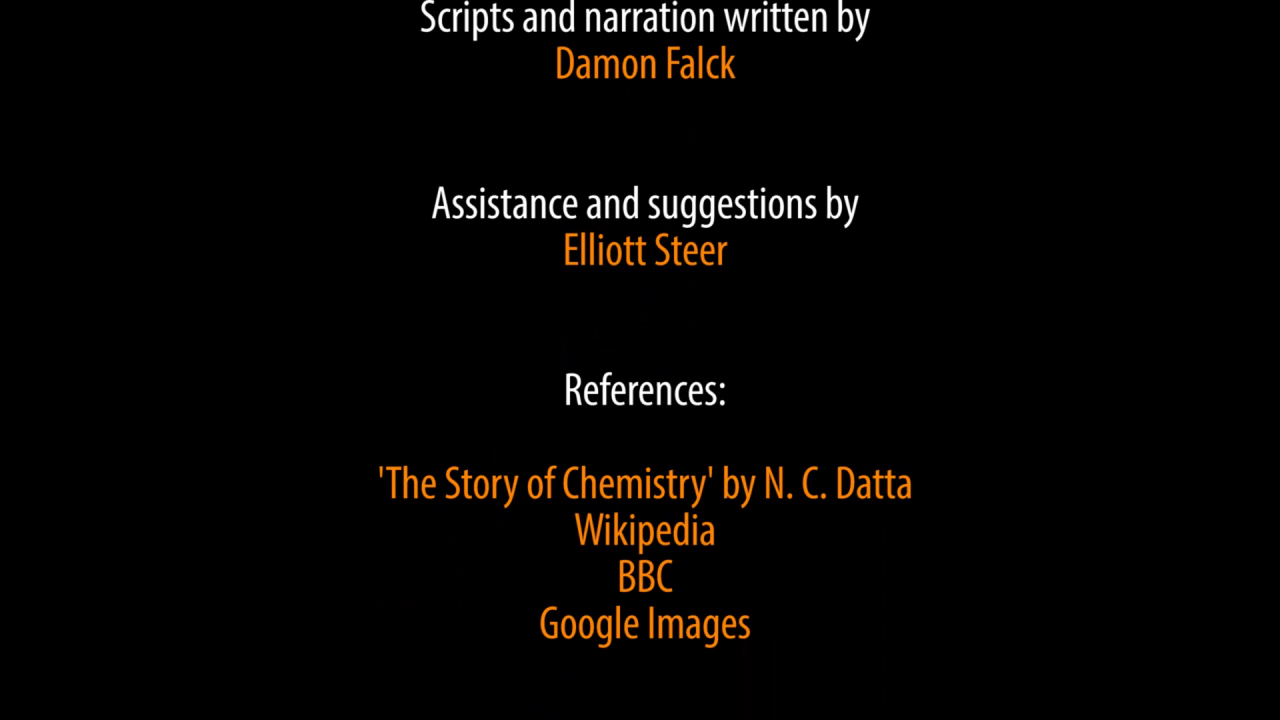 Scripts and narration written by
Damon Falck
Assistance and suggestions by
Elliott Steer
References:
'The Story of Chemistry' by N. C. Datta
Wikipedia
BBC
Google Images